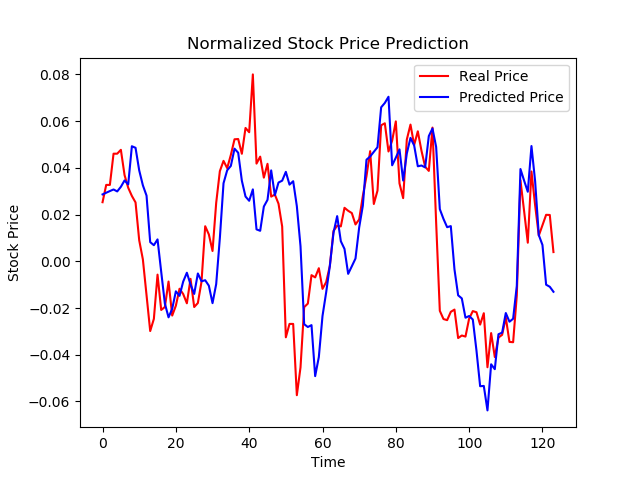 Normalized Stock Price Prediction
Real Price
Predicted Price
Stock Price
0.08
0.06
0.04
0.02
0.00
−0.02
−0.04
−0.06
0 20 40 60 80 100 120
Time